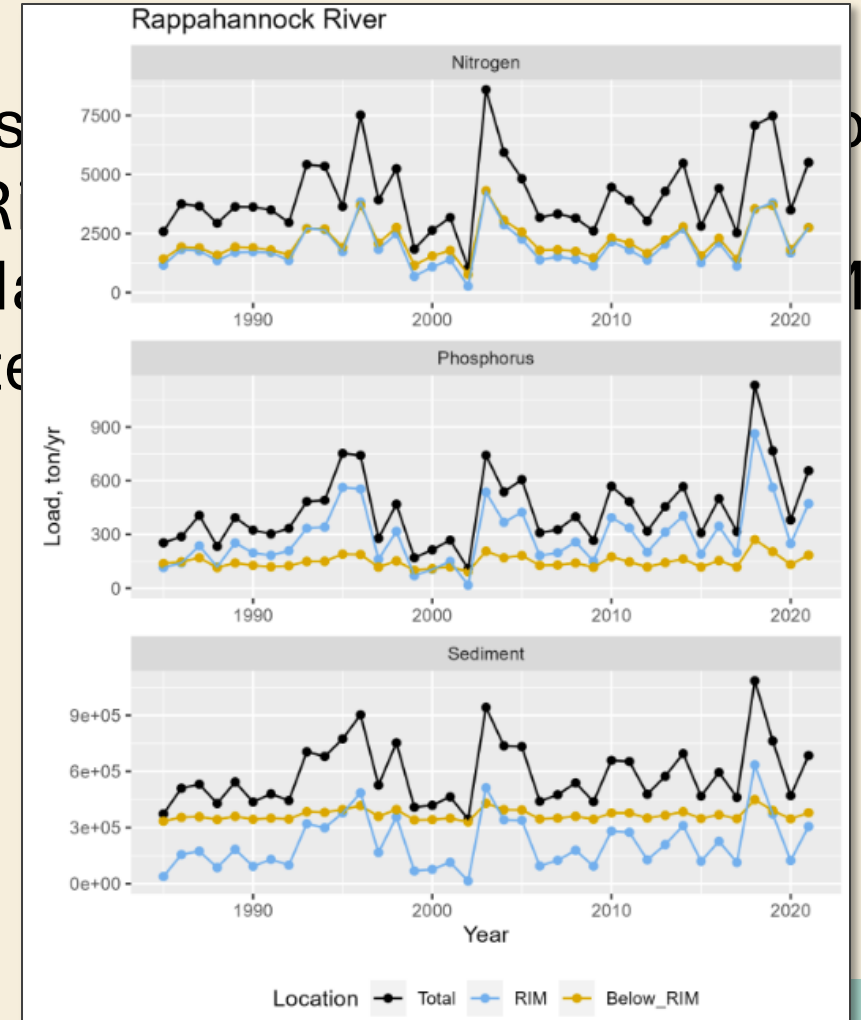 Rappahannock River
Nitrogen
7500
5000
2500
0
1990 2000 2010 2020
Phosphorus
900
600
300
0
1990 2000 2010 2020
Load, ton/yr
Sediment
9e+05
6e+05
3e+05
0e+00
1990 2000 2010 2020
Year
Location Total RIM Below_RIM